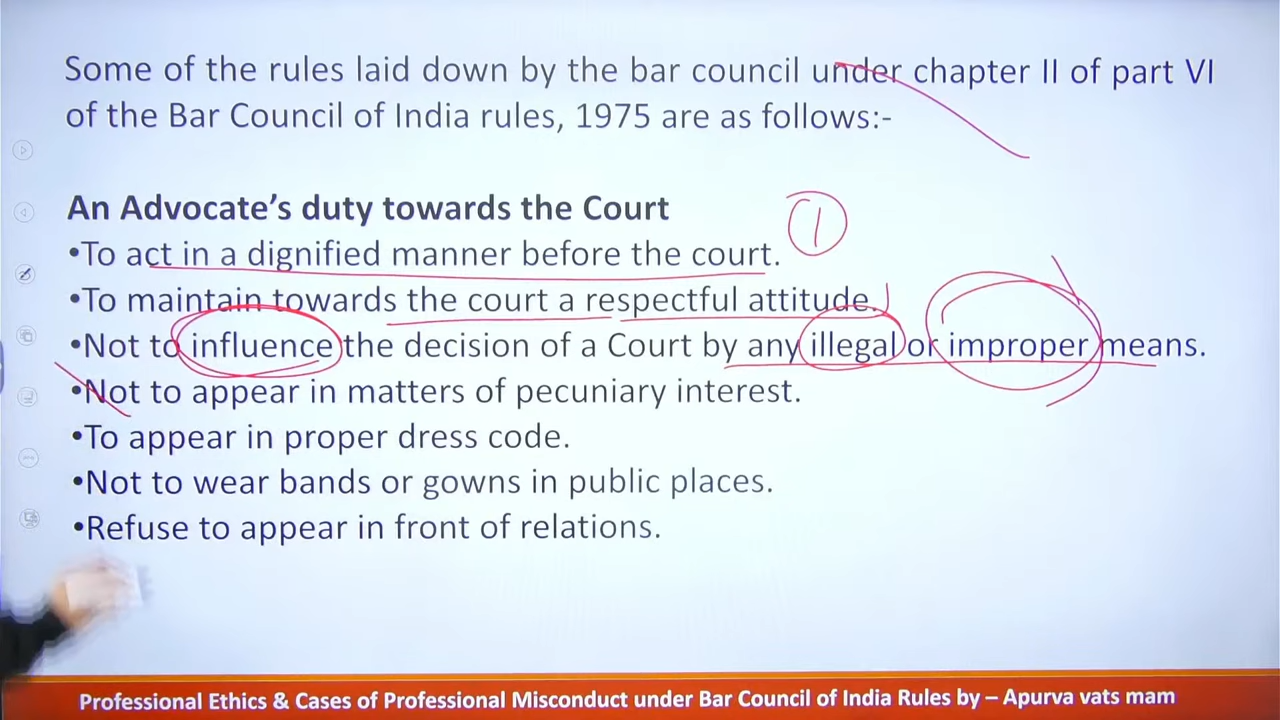 Some of the rules laid down by the bar council under chapter II of part VI
of the Bar Council of India rules, 1975 are as follows:-
An Advocate’s duty towards the Court
•To act in a dignified manner before the court.
①
•To maintain towards the court a respectful attitude.
•Not to influence the decision of a Court by any illegal or improper means.
•Not to appear in matters of pecuniary interest.
•To appear in proper dress code.
•Not to wear bands or gowns in public places.
•Refuse to appear in front of relations.
Professional Ethics & Cases of Professional Misconduct under Bar Council of India Rules by – Apurva vats mam